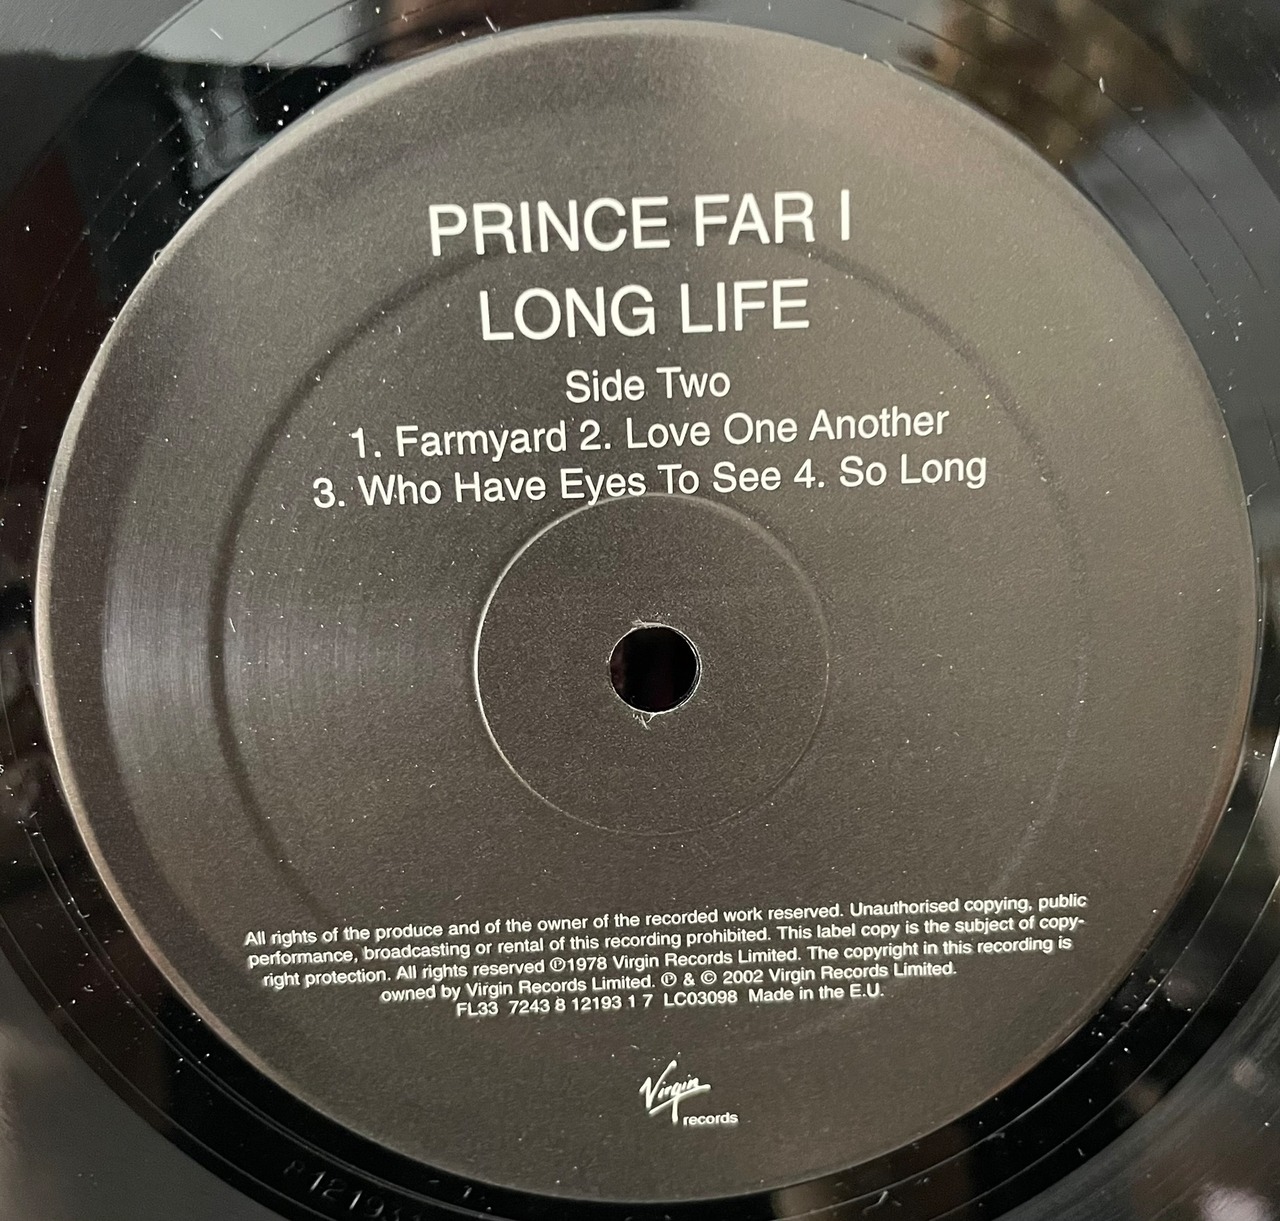 PRINCE FAR I
LONG LIFE
Side Two
1. Farmyard 2. Love One Another
3. Who Have Eyes To See 4. So Long
All rights of the produce and of the owner of the recorded work reserved. Unauthorised copying, public
performance, broadcasting or rental of this recording prohibited. This label copy is the subject of copy-
right protection. All rights reserved ℗1978 Virgin Records Limited. The copyright in this recording is
owned by Virgin Records Limited. ℗ & © 2002 Virgin Records Limited.
FL33 7243 8 12193 1 7 LC03098 Made in the E.U.
Virgin
records